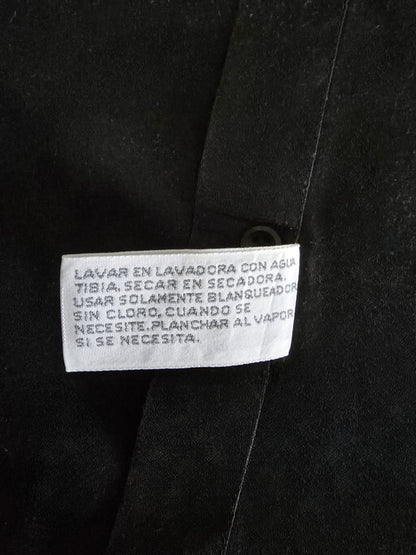 LAVAR EN LAVADORA CON AGUA
TIBIA. SECAR EN SECADORA.
USAR SOLAMENTE BLANQUEADOR
SIN CLORO, CUANDO SE
NECESITE. PLANCHAR AL VAPOR
SI SE NECESITA.